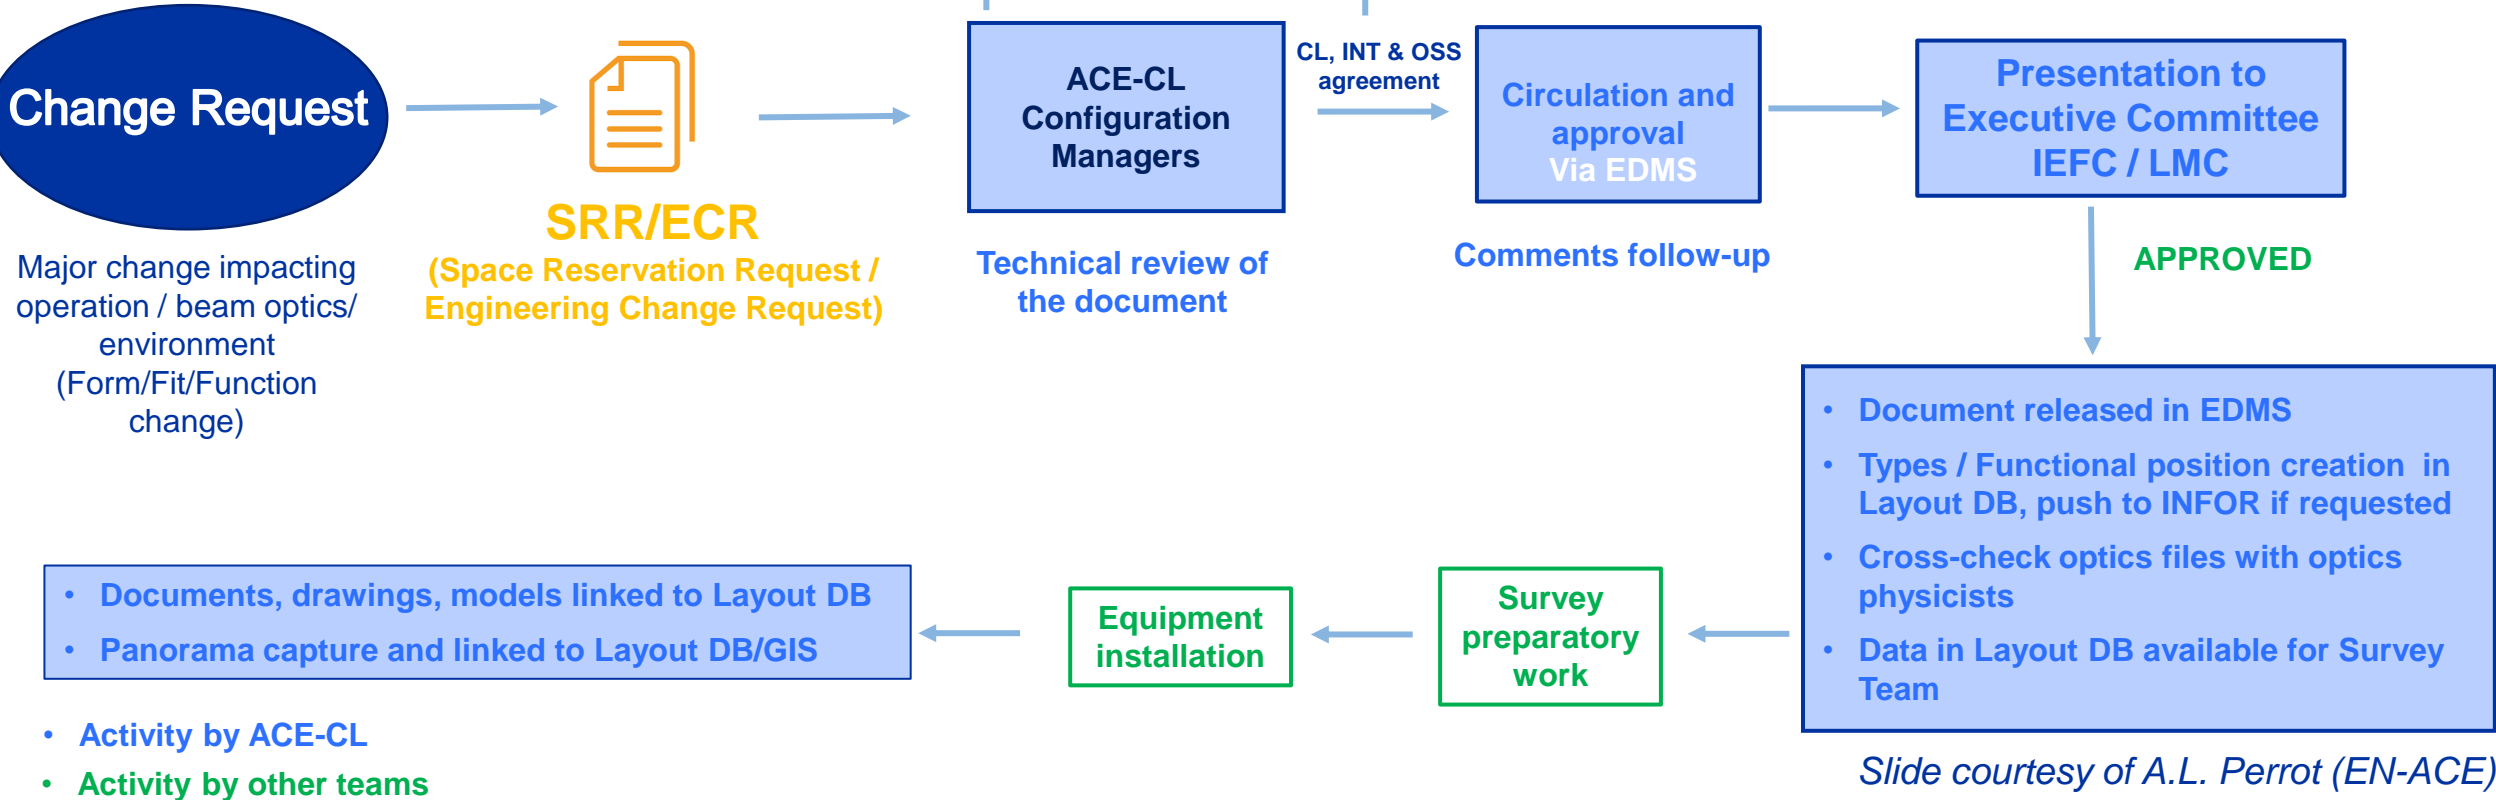 Change Request
Major change impacting
operation / beam optics/
environment
(Form/Fit/Function
change)
SRR/ECR
(Space Reservation Request /
Engineering Change Request)
ACE-CL
Configuration
Managers
Technical review of
the document
CL, INT & OSS
agreement
Circulation and
approval
Via EDMS
Comments follow-up
Presentation to
Executive Committee
IEFC / LMC
APPROVED
• Document released in EDMS
• Types / Functional position creation in
Layout DB, push to INFOR if requested
• Cross-check optics files with optics
physicists
• Data in Layout DB available for Survey
Team
Survey
preparatory
work
Equipment
installation
• Documents, drawings, models linked to Layout DB
• Panorama capture and linked to Layout DB/GIS
• Activity by ACE-CL
• Activity by other teams
Slide courtesy of A.L. Perrot (EN-ACE)